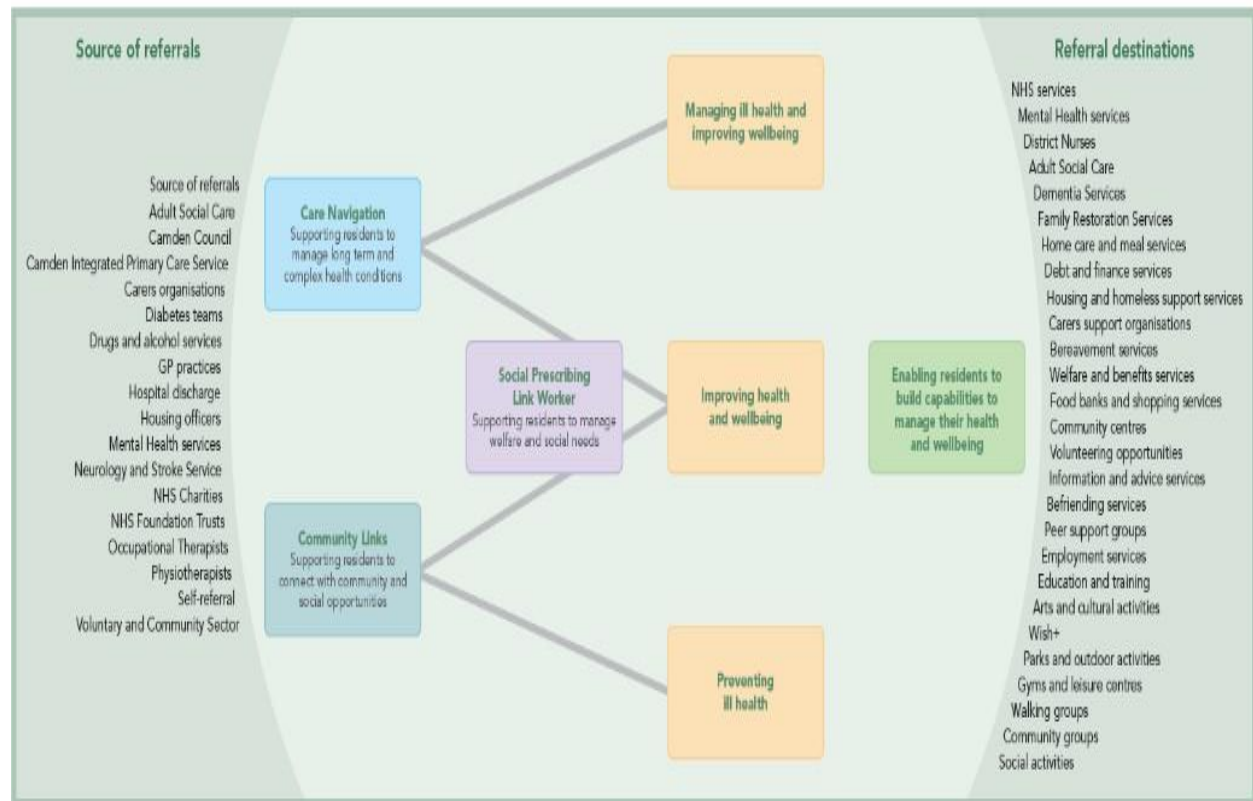 Source of referrals
Source of referrals
Adult Social Care
Camden Council
Camden Integrated Primary Care Service
Carers organisations
Diabetes teams
Drugs and alcohol services
GP practices
Hospital discharge
Housing officers
Mental Health services
Neurology and Stroke Service
NHS Charities
NHS Foundation Trusts
Occupational Therapists
Physiotherapists
Self-referral
Voluntary and Community Sector
Care Navigation
Supporting residents to
manage long term and
complex health conditions
Social Prescribing
Link Worker
Supporting residents to manage
welfare and social needs
Community Links
Supporting residents to
connect with community and
social opportunities
Managing ill health and
improving wellbeing
Improving health
and wellbeing
Preventing
ill health
Enabling residents to
build capabilities to
manage their health
and wellbeing
Referral destinations
NHS services
Mental Health services
District Nurses
Adult Social Care
Dementia Services
Family Restoration Services
Home care and meal services
Debt and finance services
Housing and homeless support services
Carers support organisations
Bereavement services
Welfare and benefits services
Food banks and shopping services
Community centres
Volunteering opportunities
Information and advice services
Befriending services
Peer support groups
Employment services
Education and training
Arts and cultural activities
Wish+
Parks and outdoor activities
Gyms and leisure centres
Walking groups
Community groups
Social activities